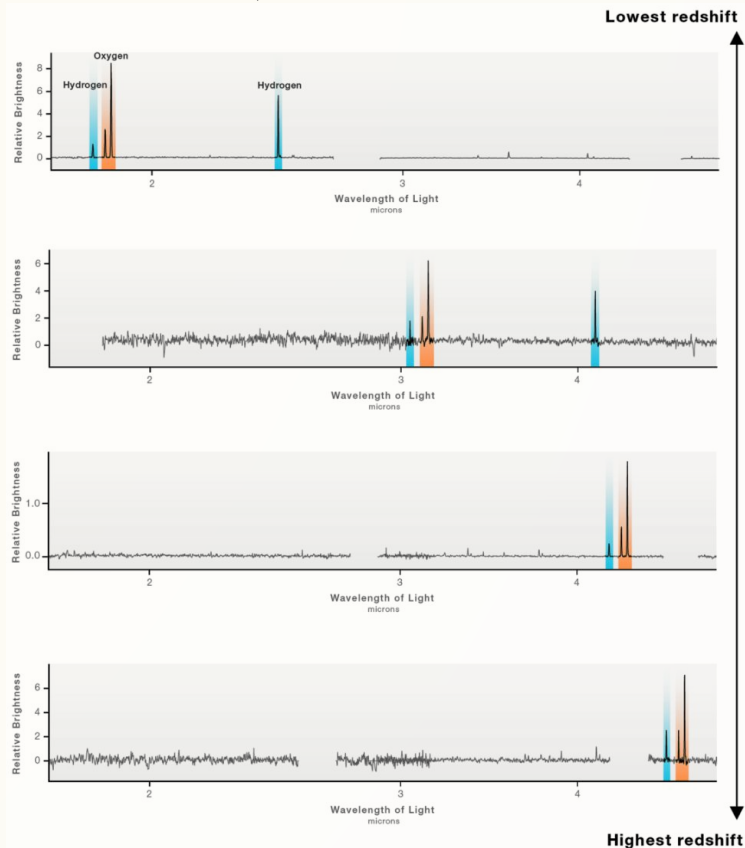 Lowest redshift
Relative Brightness
8
6
4
2
0
Hydrogen
Oxygen
Hydrogen
2
3
4
Wavelength of Light
microns
Relative Brightness
6
4
2
0
2
3
4
Wavelength of Light
microns
Relative Brightness
1.0
0.0
2
3
4
Wavelength of Light
microns
Relative Brightness
6
4
2
0
2
3
4
Wavelength of Light
microns
Highest redshift